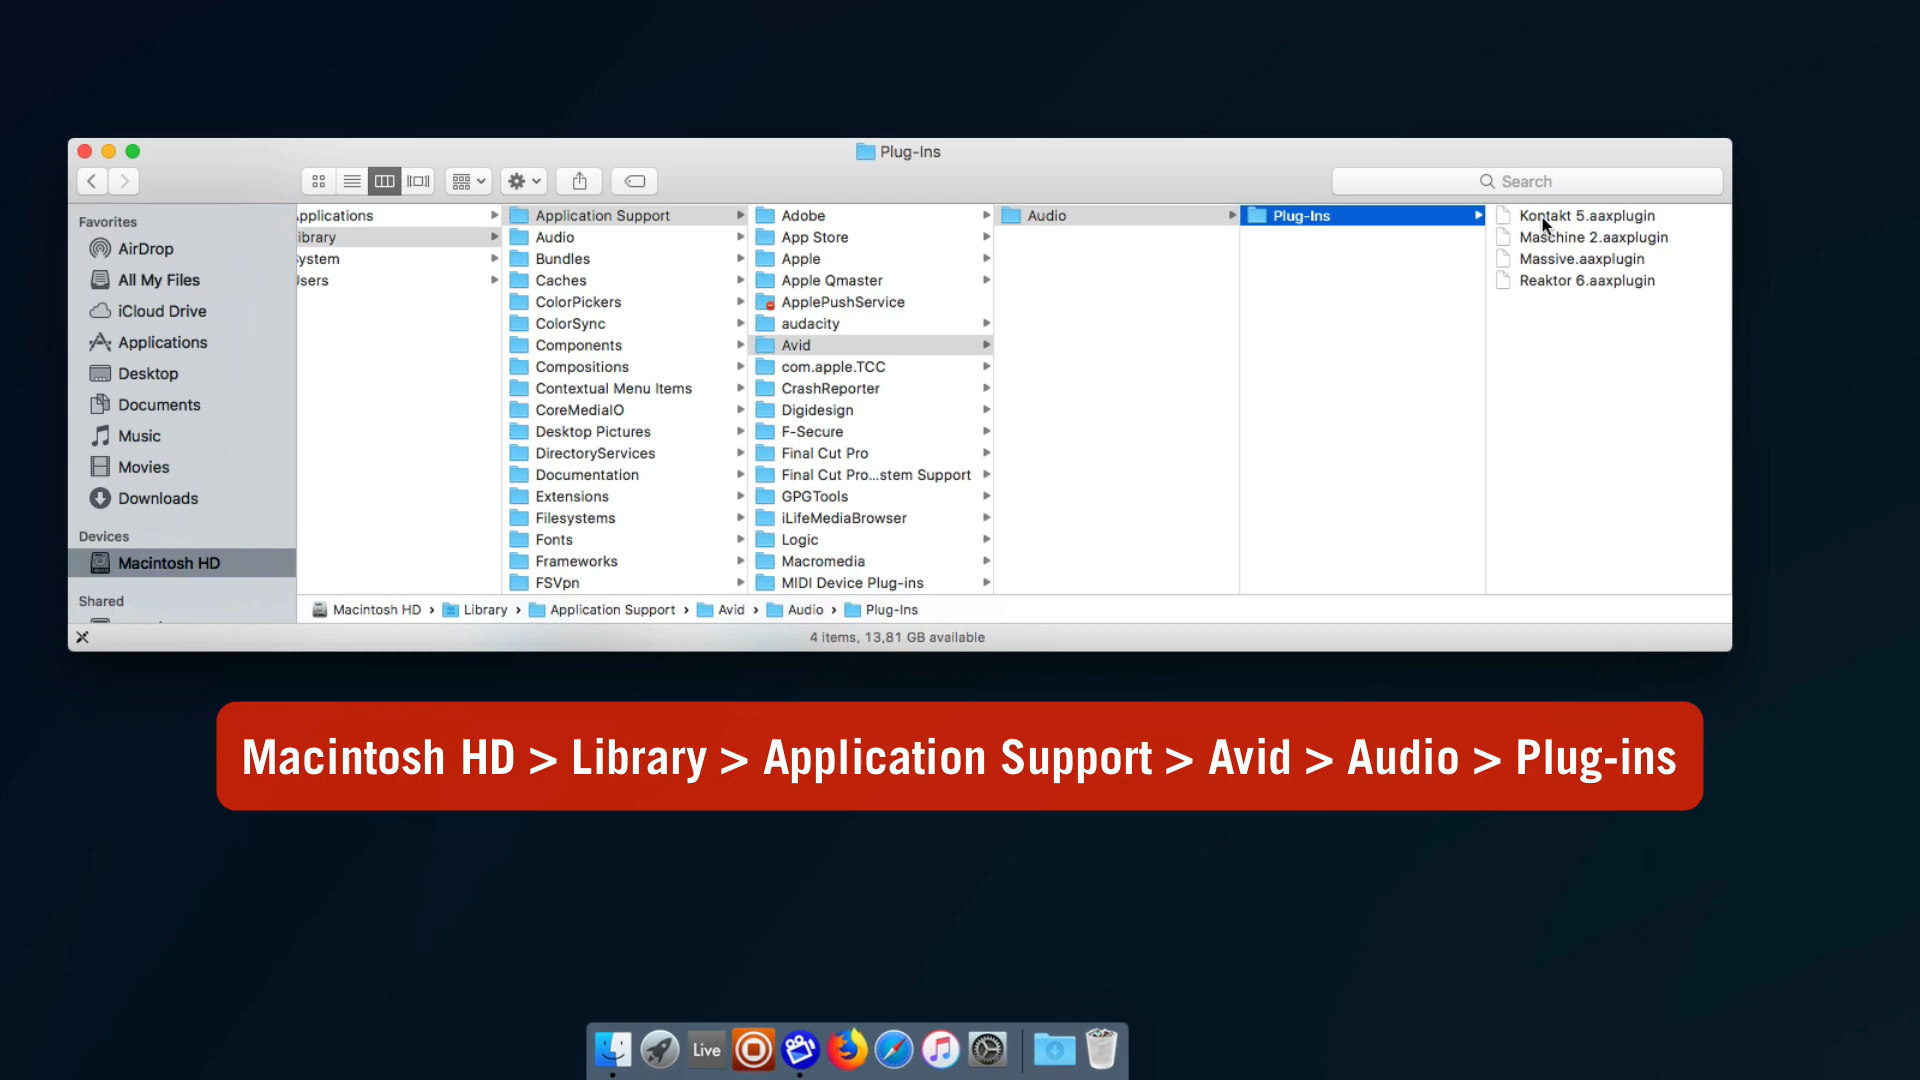 Plug-Ins
Search
Favorites
AirDrop
All My Files
iCloud Drive
Applications
Desktop
Documents
Music
Movies
Downloads
Devices
Macintosh HD
Shared
pplications
ibrary
ystem
sers
Application Support
Audio
Bundles
Caches
ColorPickers
ColorSync
Components
Compositions
Contextual Menu Items
CoreMediaIO
Desktop Pictures
DirectoryServices
Documentation
Extensions
Filesystems
Fonts
Frameworks
FSVpn
Adobe
App Store
Apple
Apple Qmaster
ApplePushService
audacity
Avid
com.apple.TCC
CrashReporter
Digidesign
F-Secure
Final Cut Pro
Final Cut Pro...stem Support
GPGTools
iLifeMediaBrowser
Logic
Macromedia
MIDI Device Plug-ins
Audio
Plug-Ins
Kontakt 5.aaxplugin
Maschine 2.aaxplugin
Massive.aaxplugin
Reaktor 6.aaxplugin
Macintosh HD › Library › Application Support › Avid › Audio › Plug-Ins
4 items, 13,81 GB available
Macintosh HD > Library > Application Support > Avid > Audio > Plug-ins
Live